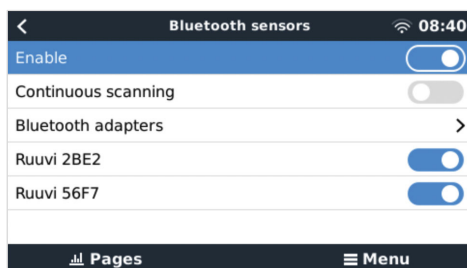 Bluetooth sensors 08:40
Enable
Continuous scanning
Bluetooth adapters
Ruuvi 2BE2
Ruuvi 56F7
Pages Menu